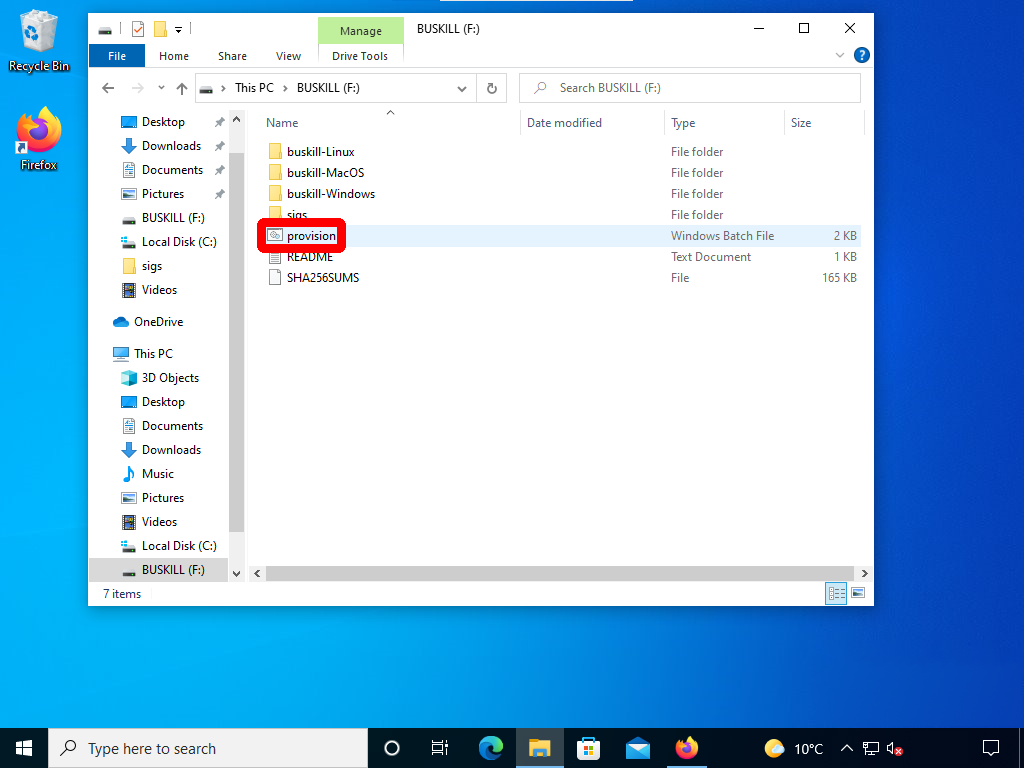 Recycle Bin
Firefox
Manage
BUSKILL (F:)
File
Home
Share
View
Drive Tools
?
This PC
BUSKILL (F:)
Search BUSKILL (F:)
Desktop
Downloads
Documents
Pictures
BUSKILL (F:)
Local Disk (C:)
sigs
Videos
OneDrive
This PC
3D Objects
Desktop
Documents
Downloads
Music
Pictures
Videos
Local Disk (C:)
BUSKILL (F:)
Name Date modified Type Size
buskill-Linux File folder
buskill-MacOS File folder
buskill-Windows File folder
sigs File folder
provision Windows Batch File 2 KB
README Text Document 1 KB
SHA256SUMS File 165 KB
7 items
Type here to search
10°C